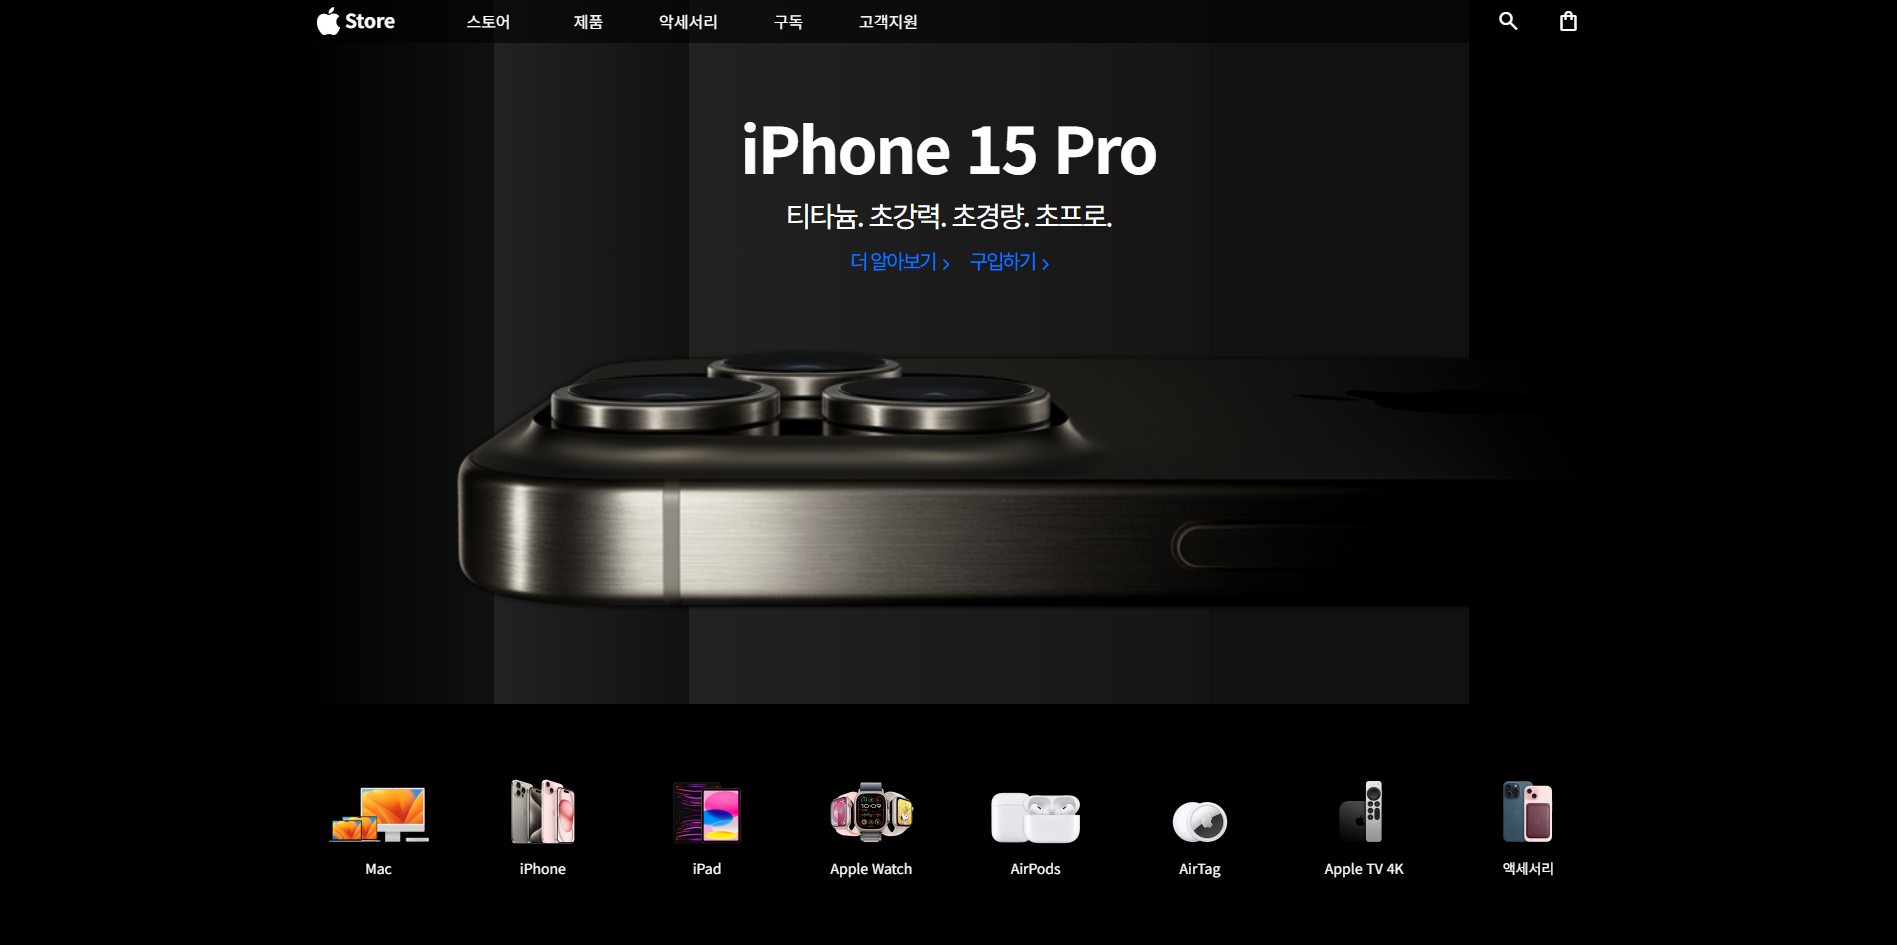 Store
스토어
제품
악세서리
구독
고객지원
iPhone 15 Pro
티타늄. 초강력. 초경량. 초프로.
더 알아보기 > 구입하기 >
Mac
iPhone
iPad
Apple Watch
AirPods
AirTag
Apple TV 4K
액세서리